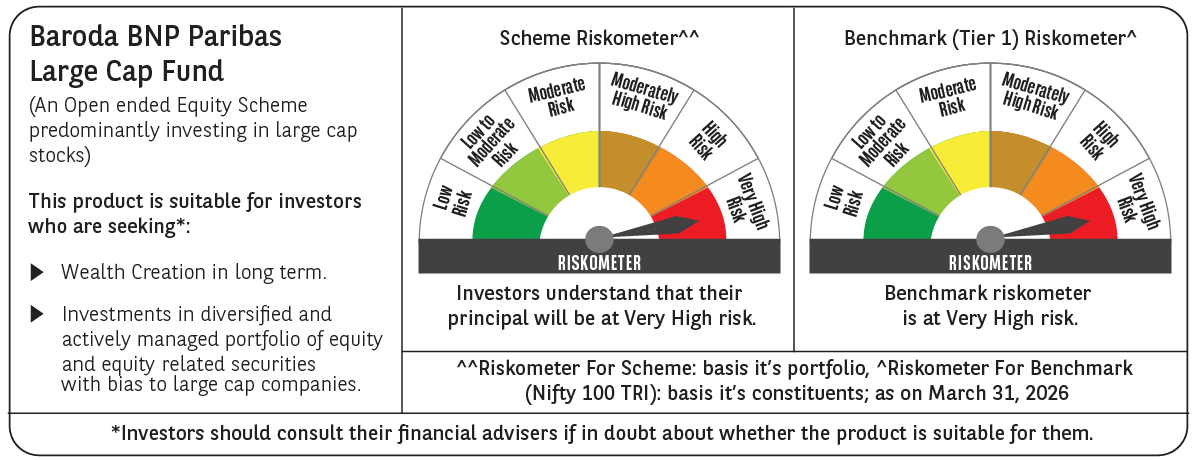 Baroda BNP Paribas
Large Cap Fund
(An Open ended Equity Scheme
predominantly investing in large cap
stocks)
This product is suitable for investors
who are seeking*:
Wealth Creation in long term.
Investments in diversified and
actively managed portfolio of equity
and equity related securities
with bias to large cap companies.
Scheme Riskometer^^
Low
Risk
Low to
Moderate
Risk
Moderate
Risk
Moderately
High Risk
High
Risk
Very High
Risk
RISKOMETER
Investors understand that their
principal will be at Very High risk.
Benchmark (Tier 1) Riskometer^
Low
Risk
Low to
Moderate
Risk
Moderate
Risk
Moderately
High Risk
High
Risk
Very High
Risk
RISKOMETER
Benchmark riskometer
is at Very High risk.
^^Riskometer For Scheme: basis it's portfolio, ^Riskometer For Benchmark
(Nifty 100 TRI): basis it's constituents; as on March 31, 2026
*Investors should consult their financial advisers if in doubt about whether the product is suitable for them.